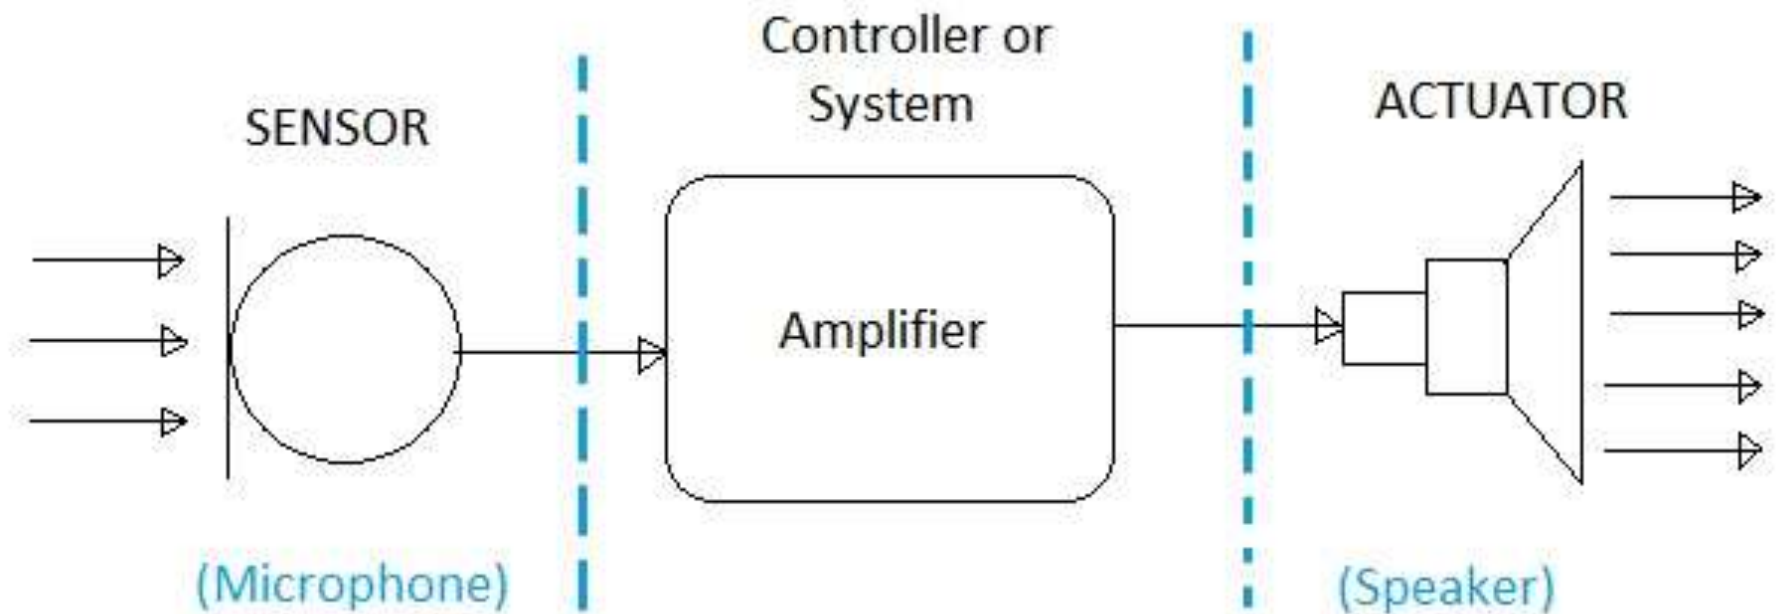 SENSOR
(Microphone)
Controller or
System
Amplifier
ACTUATOR
(Speaker)